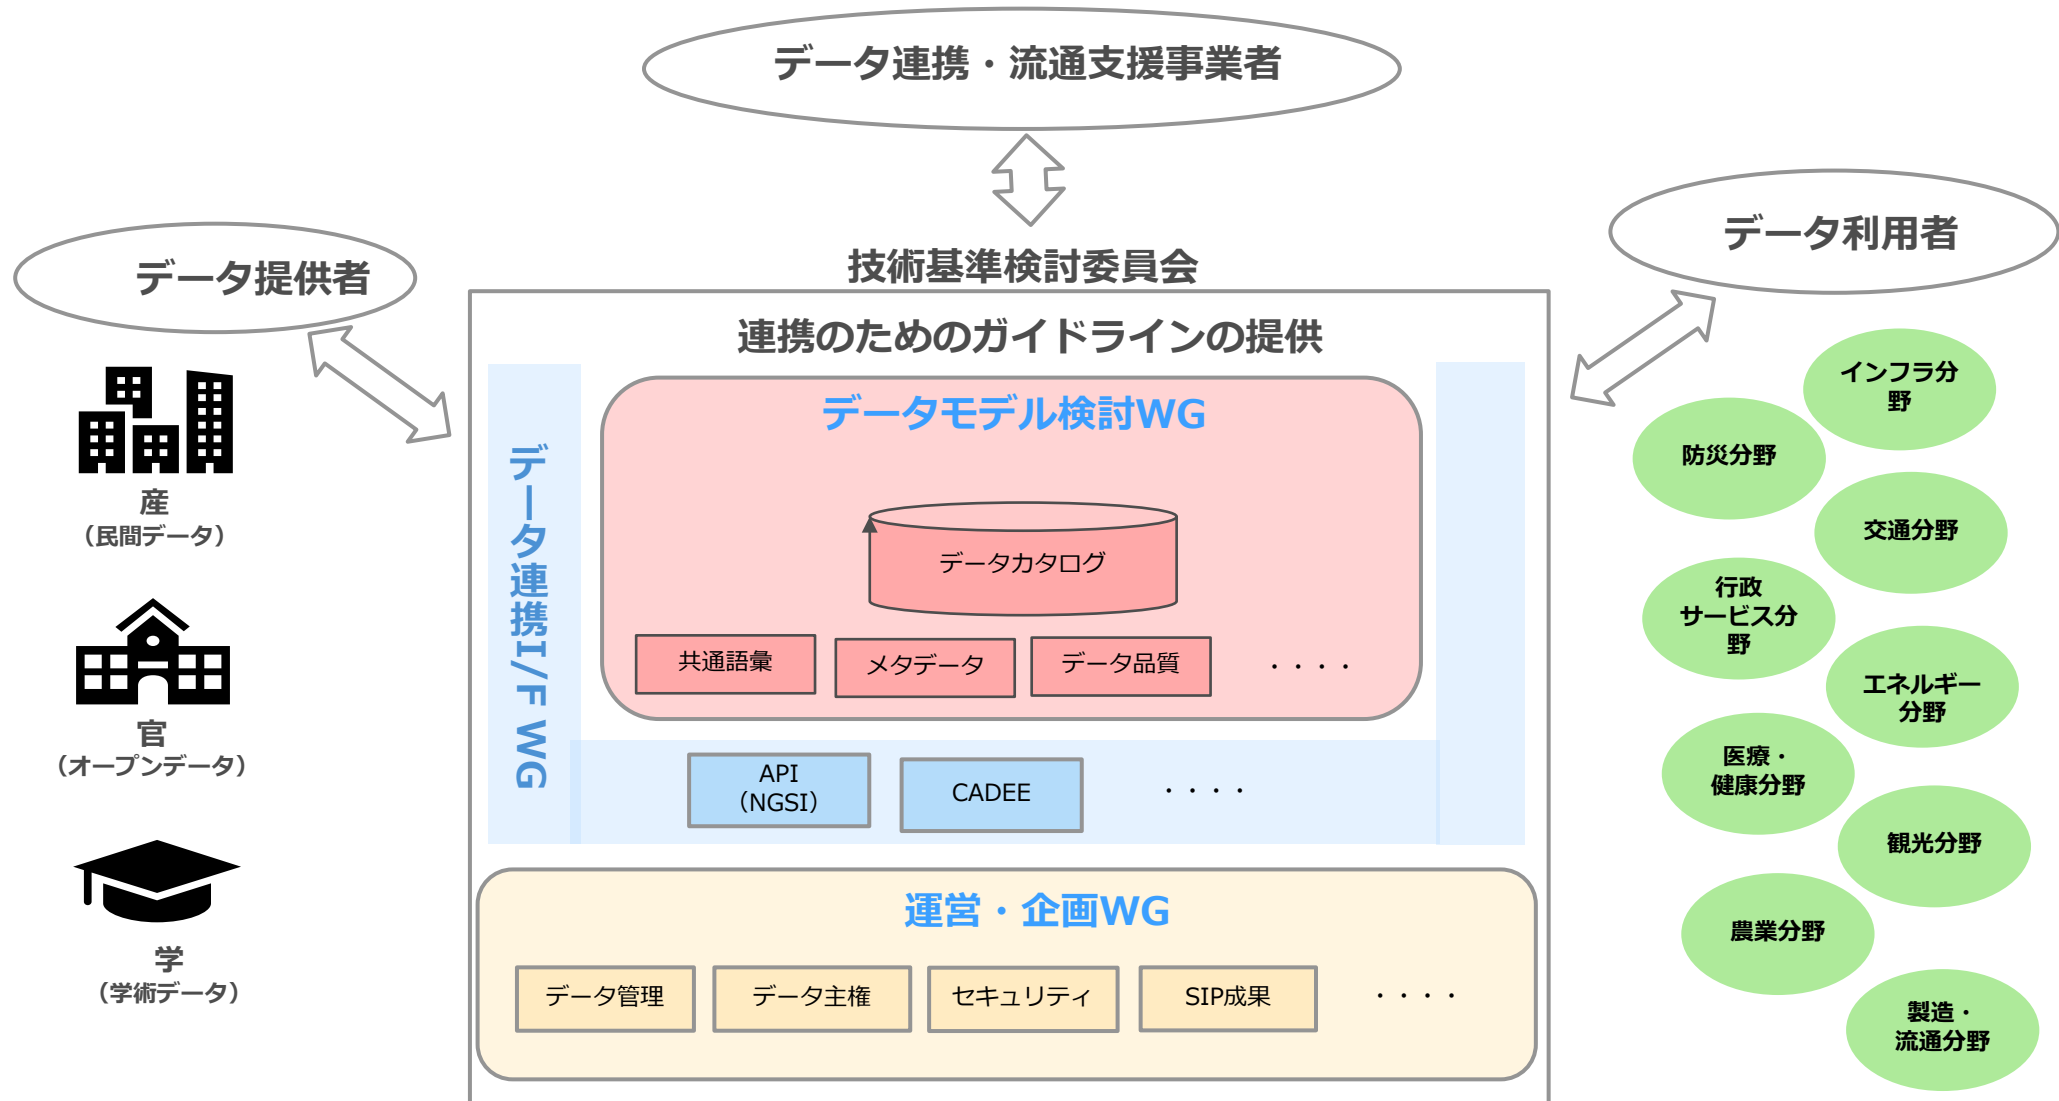 データ連携・流通支援事業者
データ提供者
データ利用者
技術基準検討委員会
連携のためのガイドラインの提供
データモデル検討WG
データカタログ
共通語彙
メタデータ
データ品質
・・・・
データ連携I/F WG
API
（NGSI）
CADEE
・・・・
運営・企画WG
データ管理
データ主権
セキュリティ
SIP成果
・・・・
産
（民間データ）
官
（オープンデータ）
学
（学術データ）
インフラ分
野
防災分野
交通分野
行政
サービス分
野
エネルギー
分野
医療・
健康分野
観光分野
農業分野
製造・
流通分野